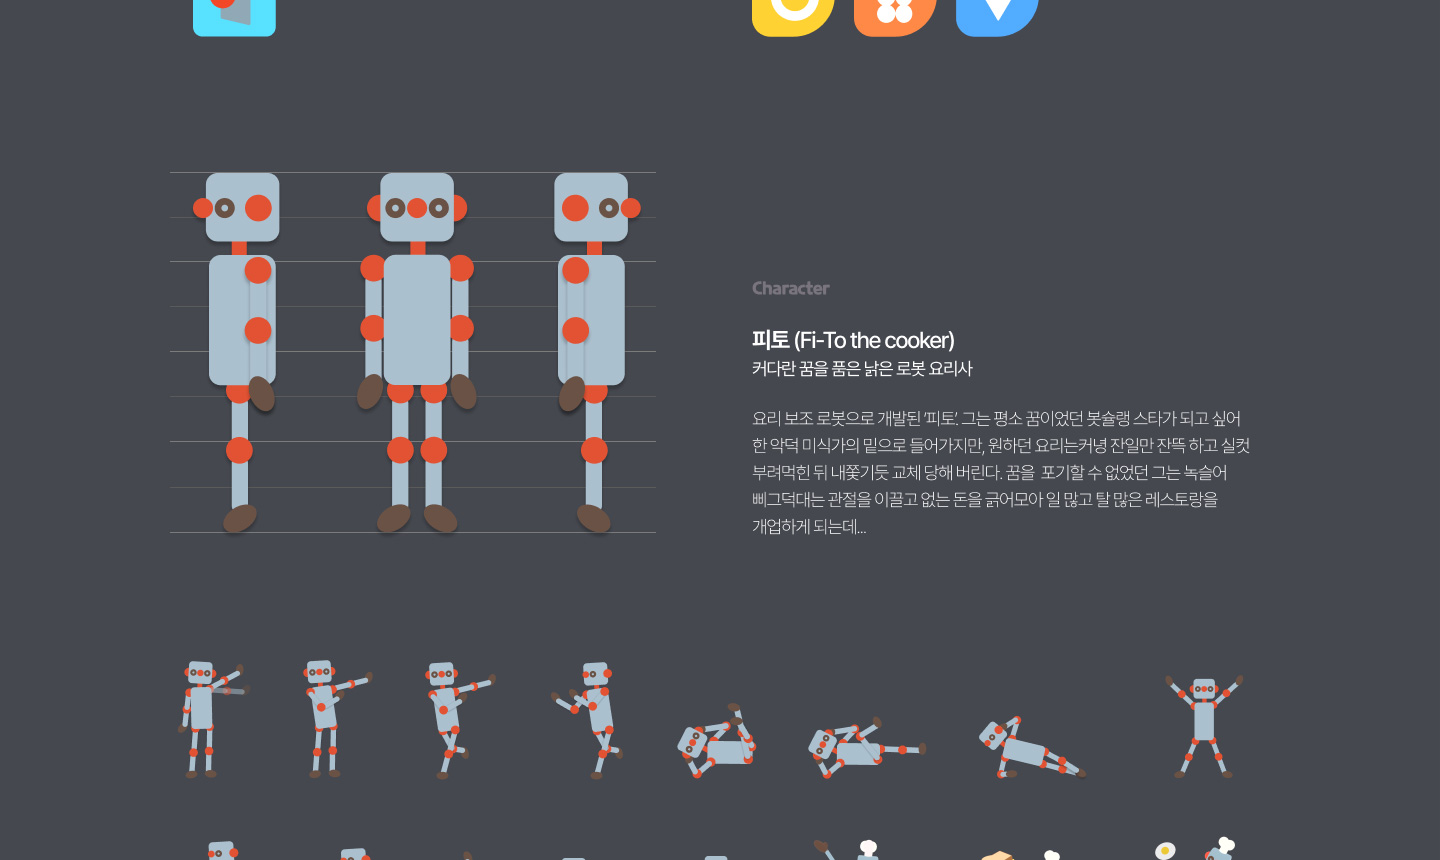 Character
피토 (Fi-To the cooker)
커다란 꿈을 품은 낡은 로봇 요리사
요리 보조 로봇으로 개발된 '피토'. 그는 평소 꿈이었던 봇슐랭 스타가 되고 싶어
한 악덕 미식가의 밑으로 들어가지만, 원하던 요리는커녕 잔일만 잔뜩 하고 실컷
부려먹힌 뒤 내쫓기듯 교체 당해 버린다. 꿈을 포기할 수 없었던 그는 녹슬어
삐그덕대는 관절을 이끌고 없는 돈을 긁어모아 일 많고 탈 많은 레스토랑을
개업하게 되는데...